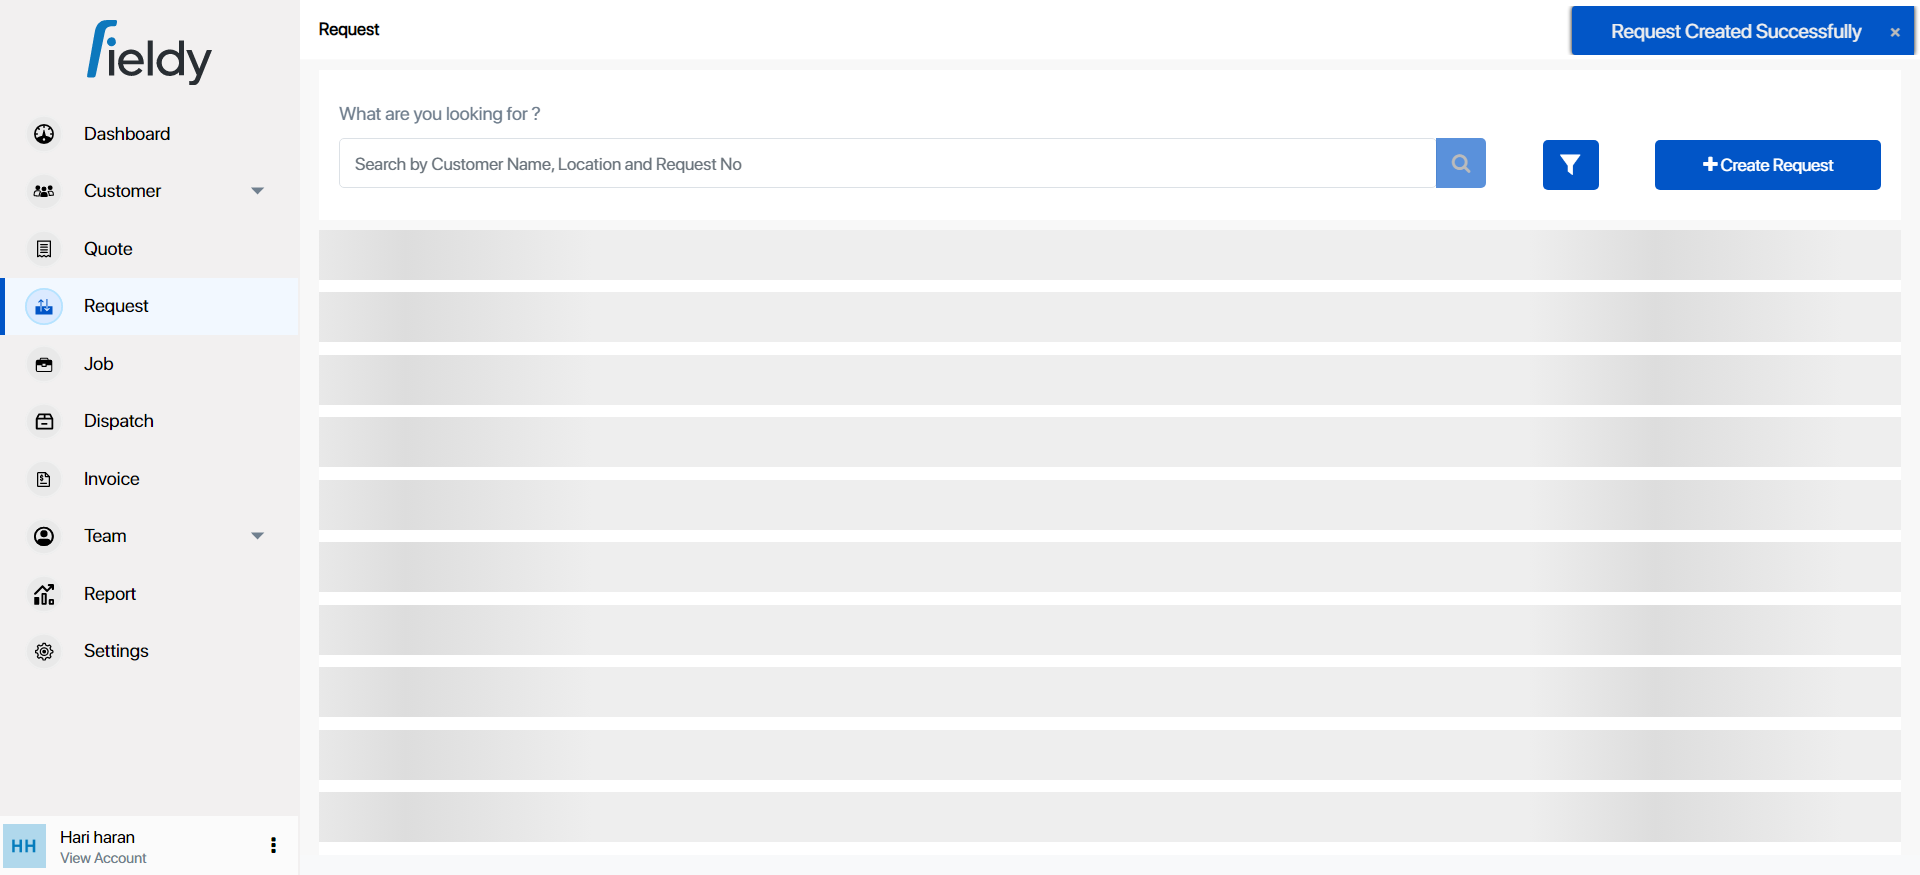 fieldy
Dashboard
Customer
Quote
Request
Job
Dispatch
Invoice
Team
Report
Settings
HH
Hari haran
View Account
Request
Request Created Successfully ×
What are you looking for ?
Search by Customer Name, Location and Request No
Create Request